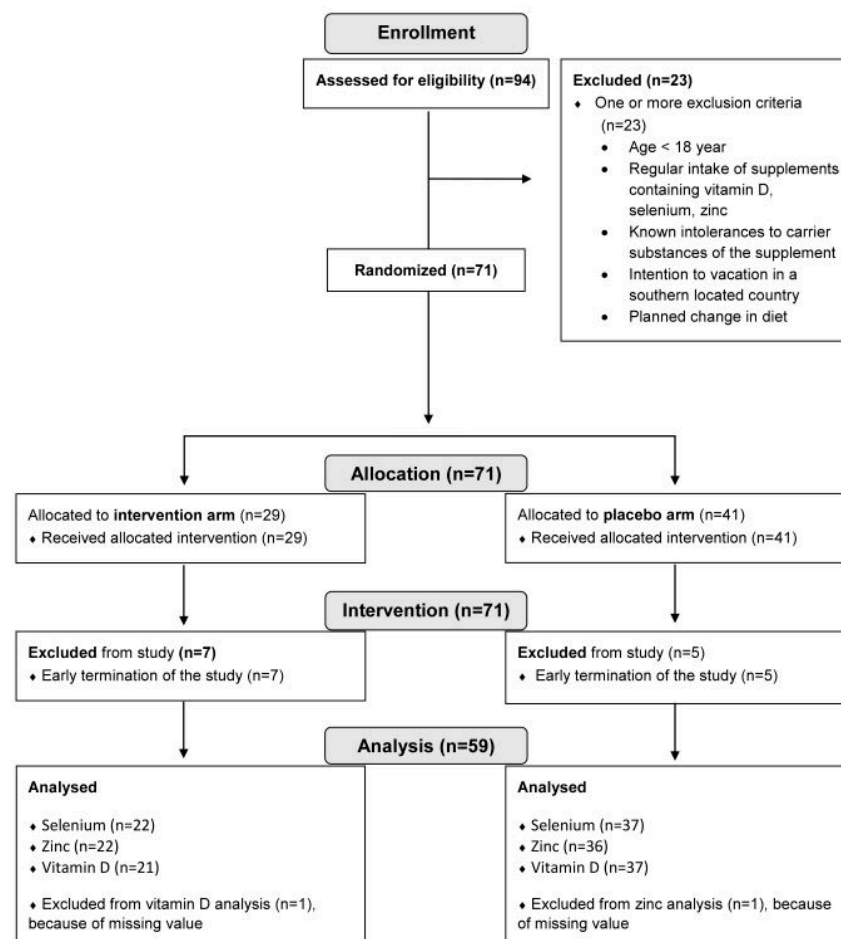 Enrollment
Assessed for eligibility (n=94)
Excluded (n=23)
♦ One or more exclusion criteria
(n=23)
• Age < 18 year
• Regular intake of supplements
containing vitamin D,
selenium, zinc
• Known intolerances to carrier
substances of the supplement
• Intention to vacation in a
southern located country
• Planned change in diet
Randomized (n=71)
Allocation (n=71)
Allocated to intervention arm (n=29)
♦ Received allocated intervention (n=29)
Allocated to placebo arm (n=41)
♦ Received allocated intervention (n=41)
Intervention (n=71)
Excluded from study (n=7)
♦ Early termination of the study (n=7)
Excluded from study (n=5)
♦ Early termination of the study (n=5)
Analysis (n=59)
Analysed
♦ Selenium (n=22)
♦ Zinc (n=22)
♦ Vitamin D (n=21)
♦ Excluded from vitamin D analysis (n=1),
because of missing value
Analysed
♦ Selenium (n=37)
♦ Zinc (n=36)
♦ Vitamin D (n=37)
♦ Excluded from zinc analysis (n=1), because
of missing value